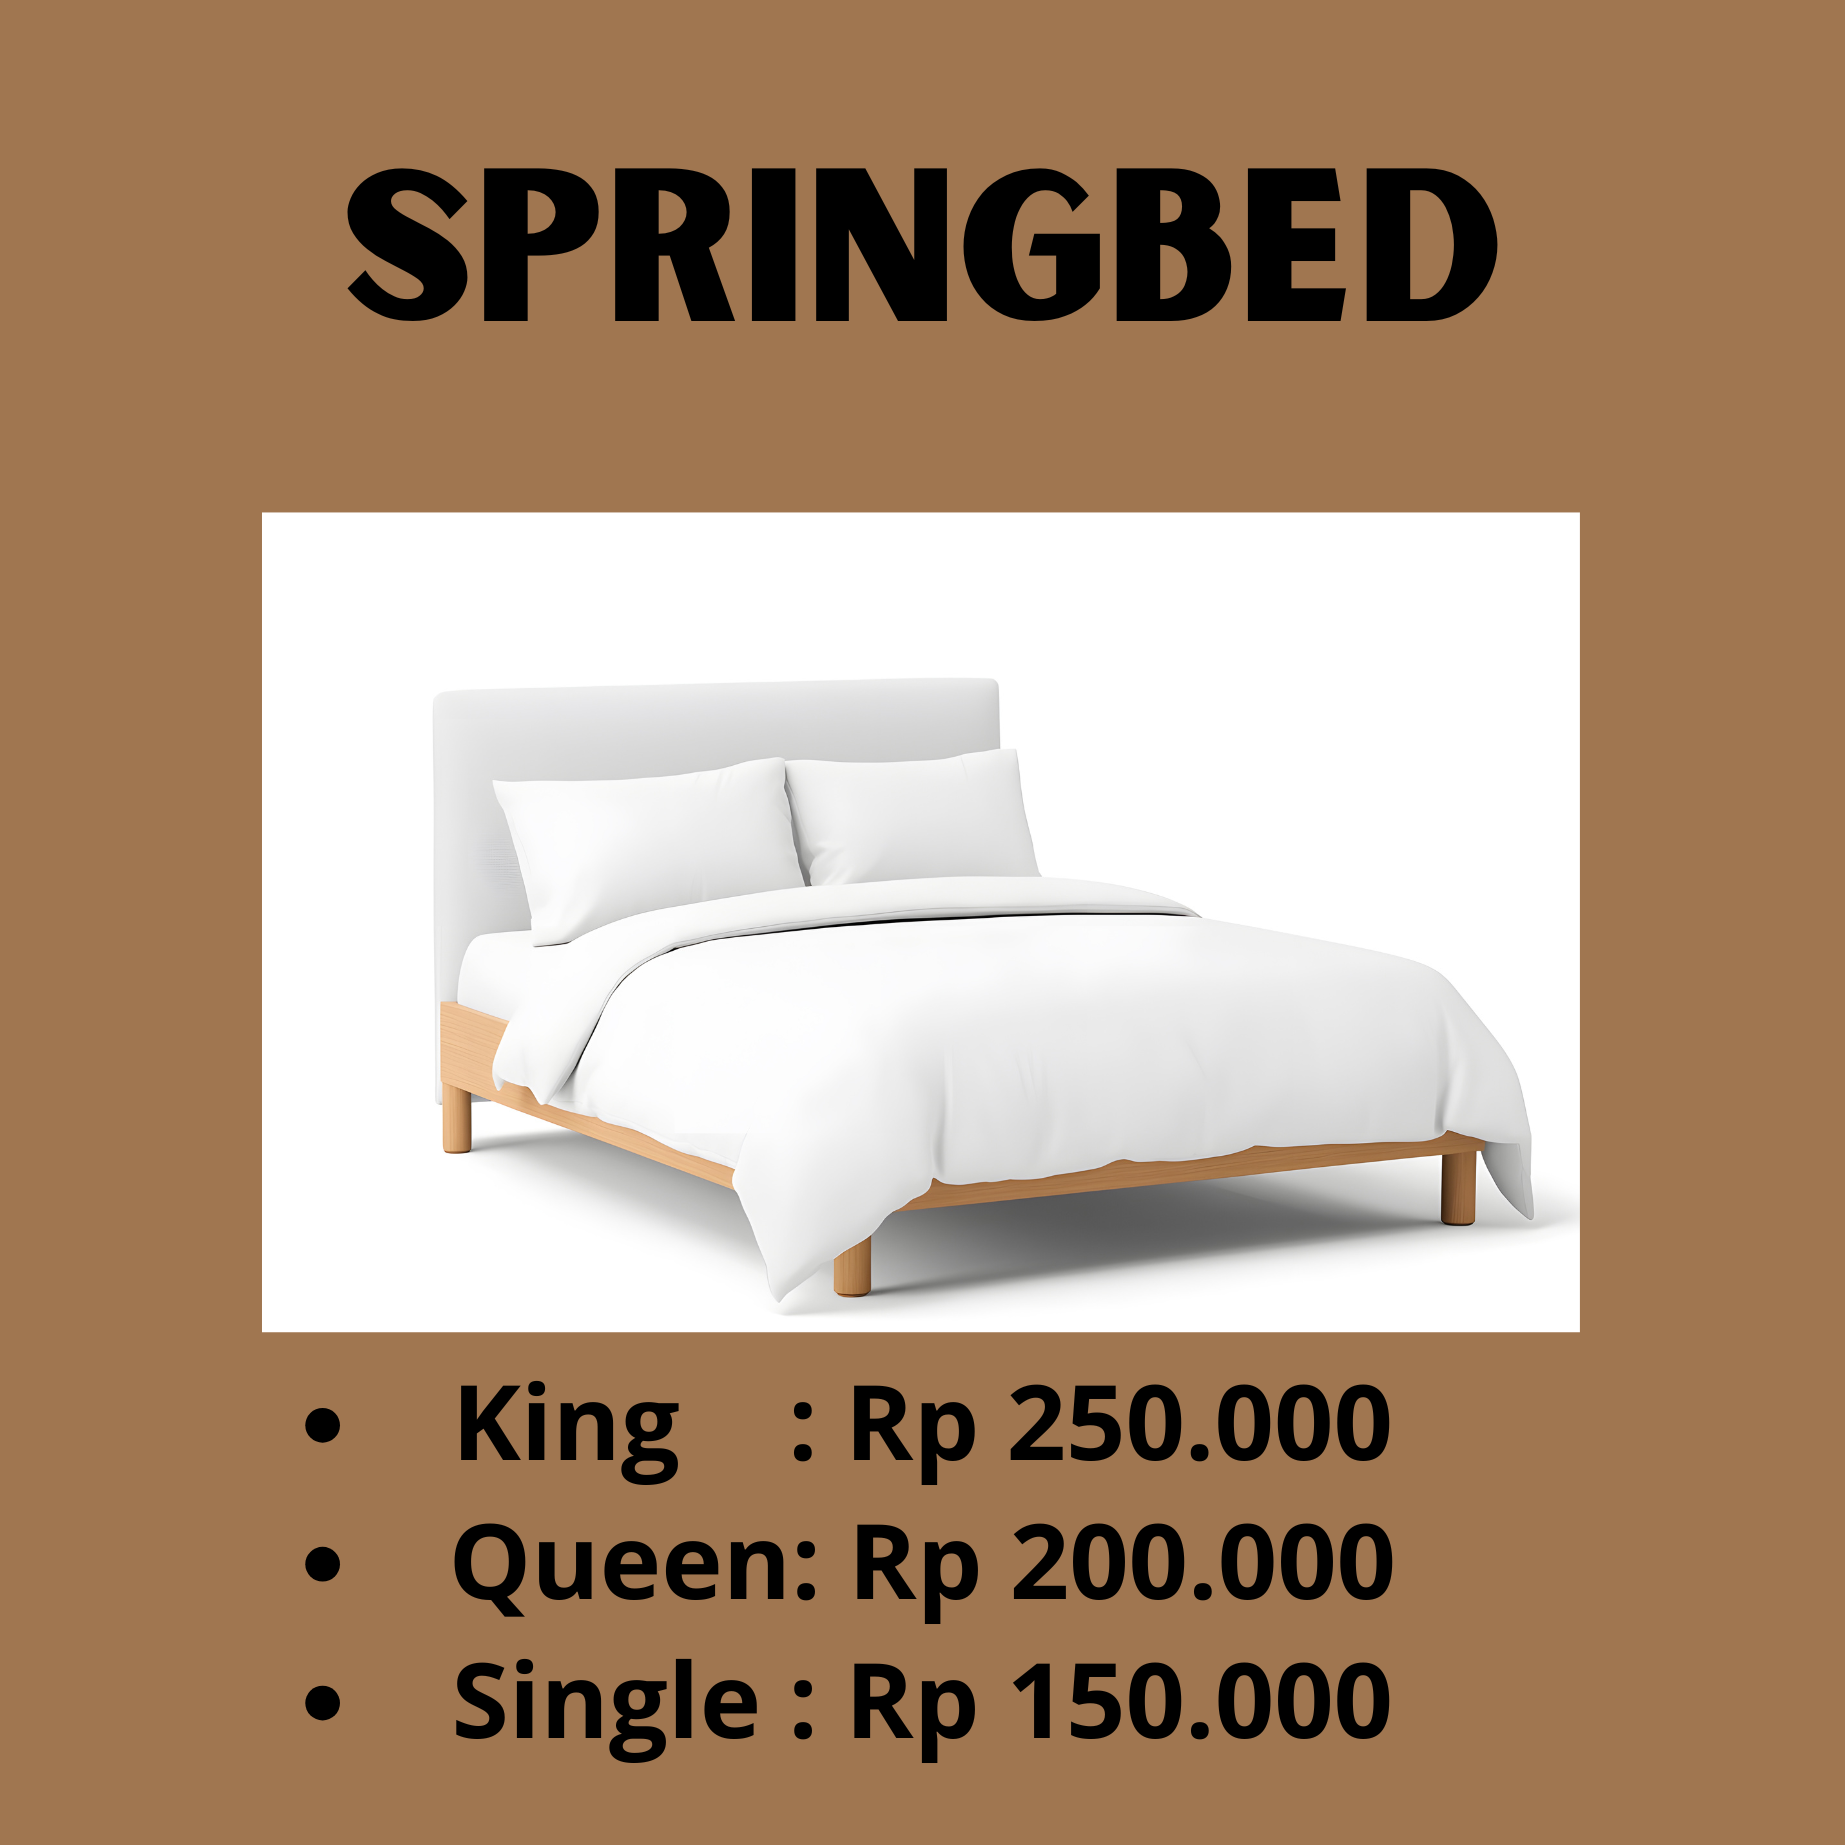 SPRINGBED
• King : Rp 250.000
• Queen: Rp 200.000
• Single : Rp 150.000